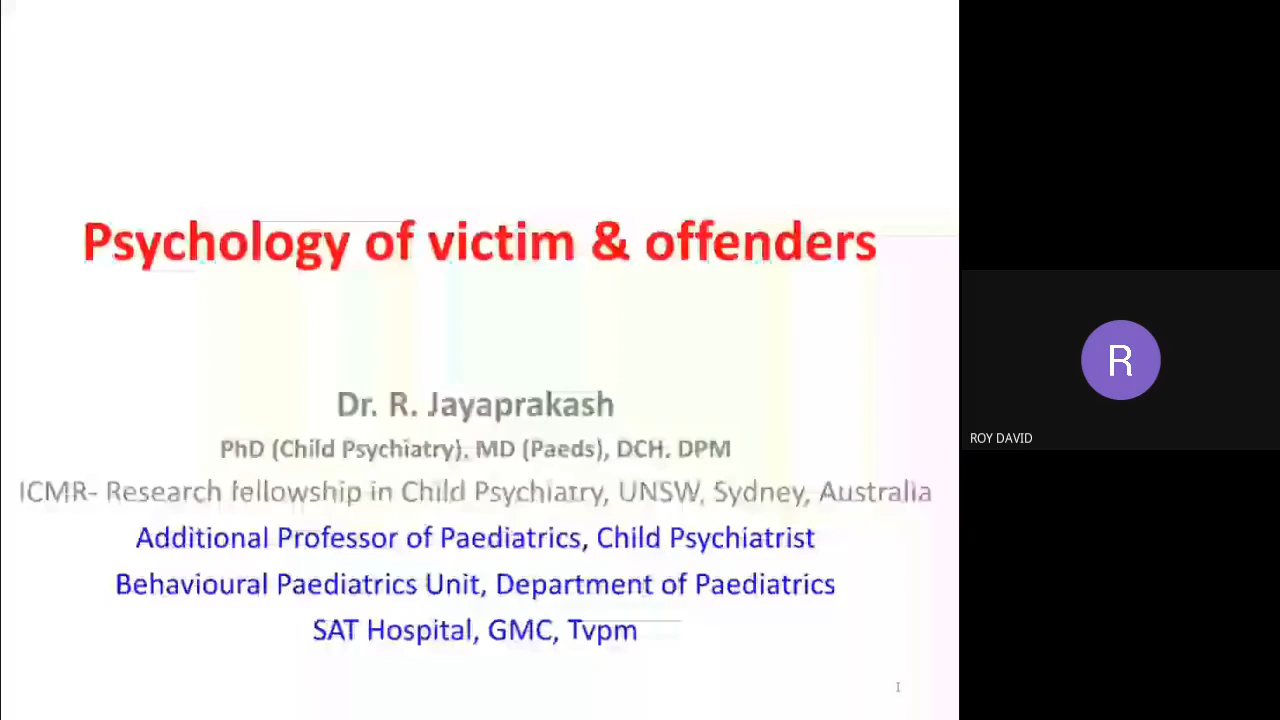 Psychology of victim & offenders
Dr. R. Jayaprakash
PhD (Child Psychiatry), MD (Paeds), DCH. DPM
ICMR- Research fellowship in Child Psychiatry, UNSW, Sydney, Australia
Additional Professor of Paediatrics, Child Psychiatrist
Behavioural Paediatrics Unit, Department of Paediatrics
SAT Hospital, GMC, Tvpm
1
R
ROY DAVID